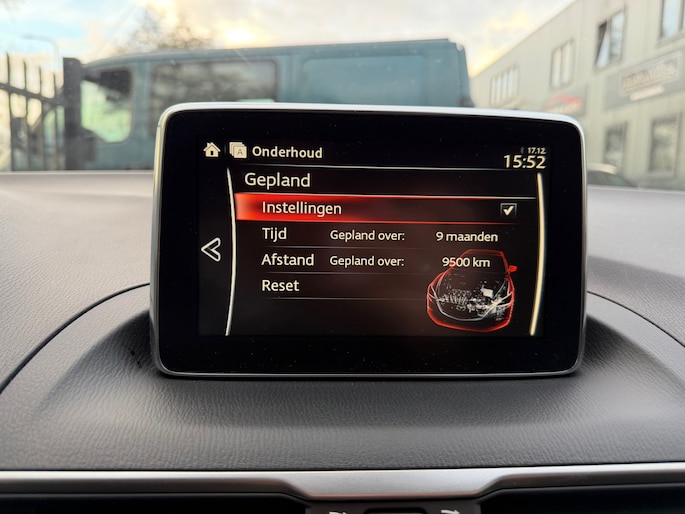 A Onderhoud
17.12.
15:52
Gepland
Instellingen
Tijd Gepland over: 9 maanden
Afstand Gepland over: 9500 km
Reset